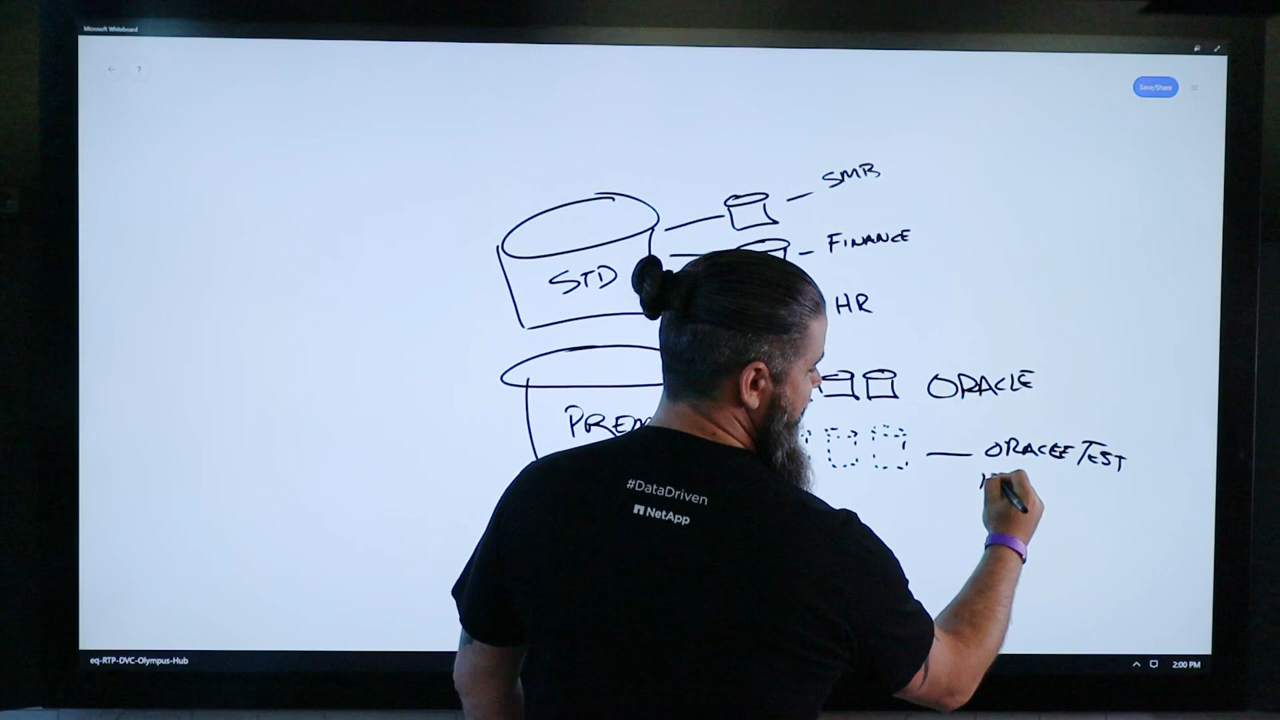 Microsoft Whiteboard
?
Save/Share
SMB
FINANCE
STD
HR
ORACLE
PREM
ORACLE TEST
#DataDriven
NetApp
eq-RTP-DVC-Olympus-Hub
2:00 PM